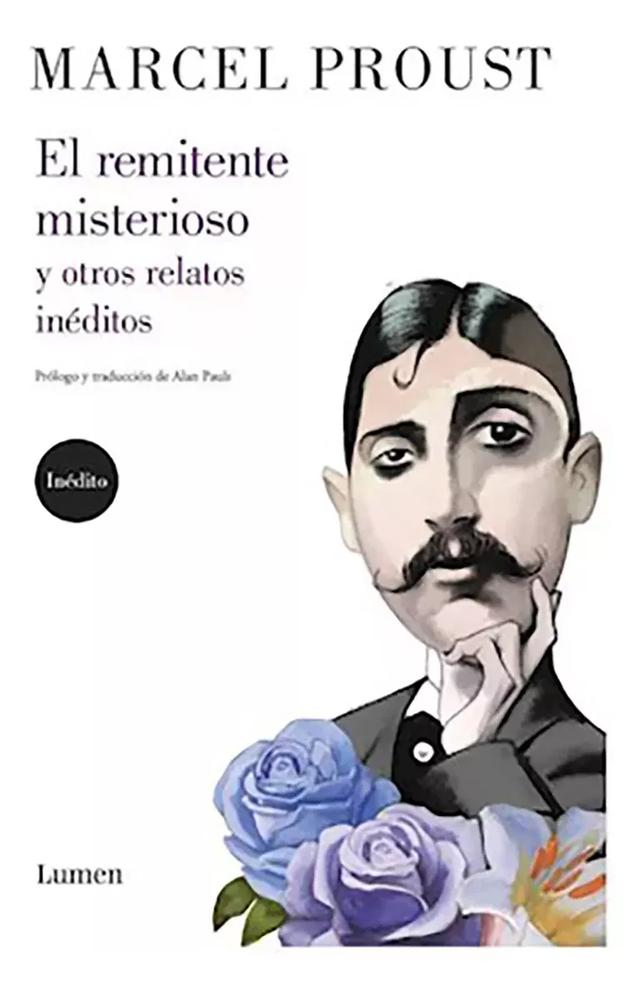 MARCEL PROUST
El remitente
misterioso
y otros relatos
inéditos
Prólogo y traducción de Alan Pauls
Inédito
Lumen